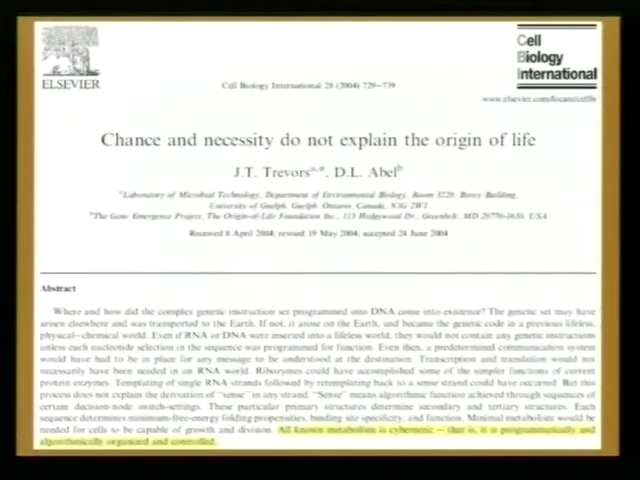 ELSEVIER
Cell Biology International 28 (2004) 729–739
Cell
Biology
International
www.elsevier.com/locate/cellbi
Chance and necessity do not explain the origin of life
J.T. Trevors a,*, D.L. Abel b
a Laboratory of Microbial Technology, Department of Environmental Biology, Room 3220, Bovey Building,
University of Guelph, Guelph, Ontario, Canada, N1G 2W1
b The Gene Emergence Project, The Origin-of-Life Foundation Inc., 113 Hedgewood Dr., Greenbelt, MD 20770-1610, USA
Received 8 April 2004; revised 19 May 2004; accepted 24 June 2004
Abstract
Where and how did the complex genetic instruction set programmed into DNA come into existence? The genetic set may have
arisen elsewhere and was transported to the Earth. If not, it arose on the Earth, and became the genetic code in a previous lifeless,
physical–chemical world. Even if RNA or DNA were inserted into a lifeless world, they would not contain any genetic instructions
unless each nucleotide selection in the sequence was programmed for function. Even then, a predetermined communication system
would have had to be in place for any message to be understood at the destination. Transcription and translation would not
necessarily have been needed in an RNA world. Ribozymes could have accomplished some of the simpler functions of current
protein enzymes. Templating of single RNA strands followed by retemplating back to a sense strand could have occurred. But this
process does not explain the derivation of "sense" in any strand. "Sense" means algorithmic function achieved through sequences of
certain decision-node switch-settings. These particular primary structures determine secondary and tertiary structures. Each
sequence determines minimum-free-energy folding propensities, binding site specificity, and function. Minimal metabolism would be
needed for cells to be capable of growth and division. All known metabolism is cybernetic – that is, it is programmatically and
algorithmically organized and controlled.